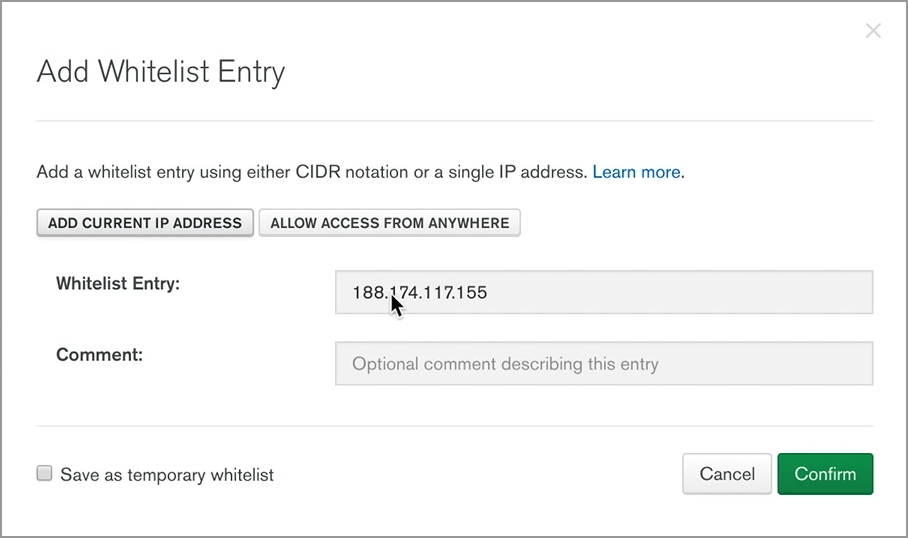 Add Whitelist Entry
Add a whitelist entry using either CIDR notation or a single IP address. Learn more.
ADD CURRENT IP ADDRESS ALLOW ACCESS FROM ANYWHERE
Whitelist Entry: 188.174.117.155
Comment: Optional comment describing this entry
Save as temporary whitelist Cancel Confirm